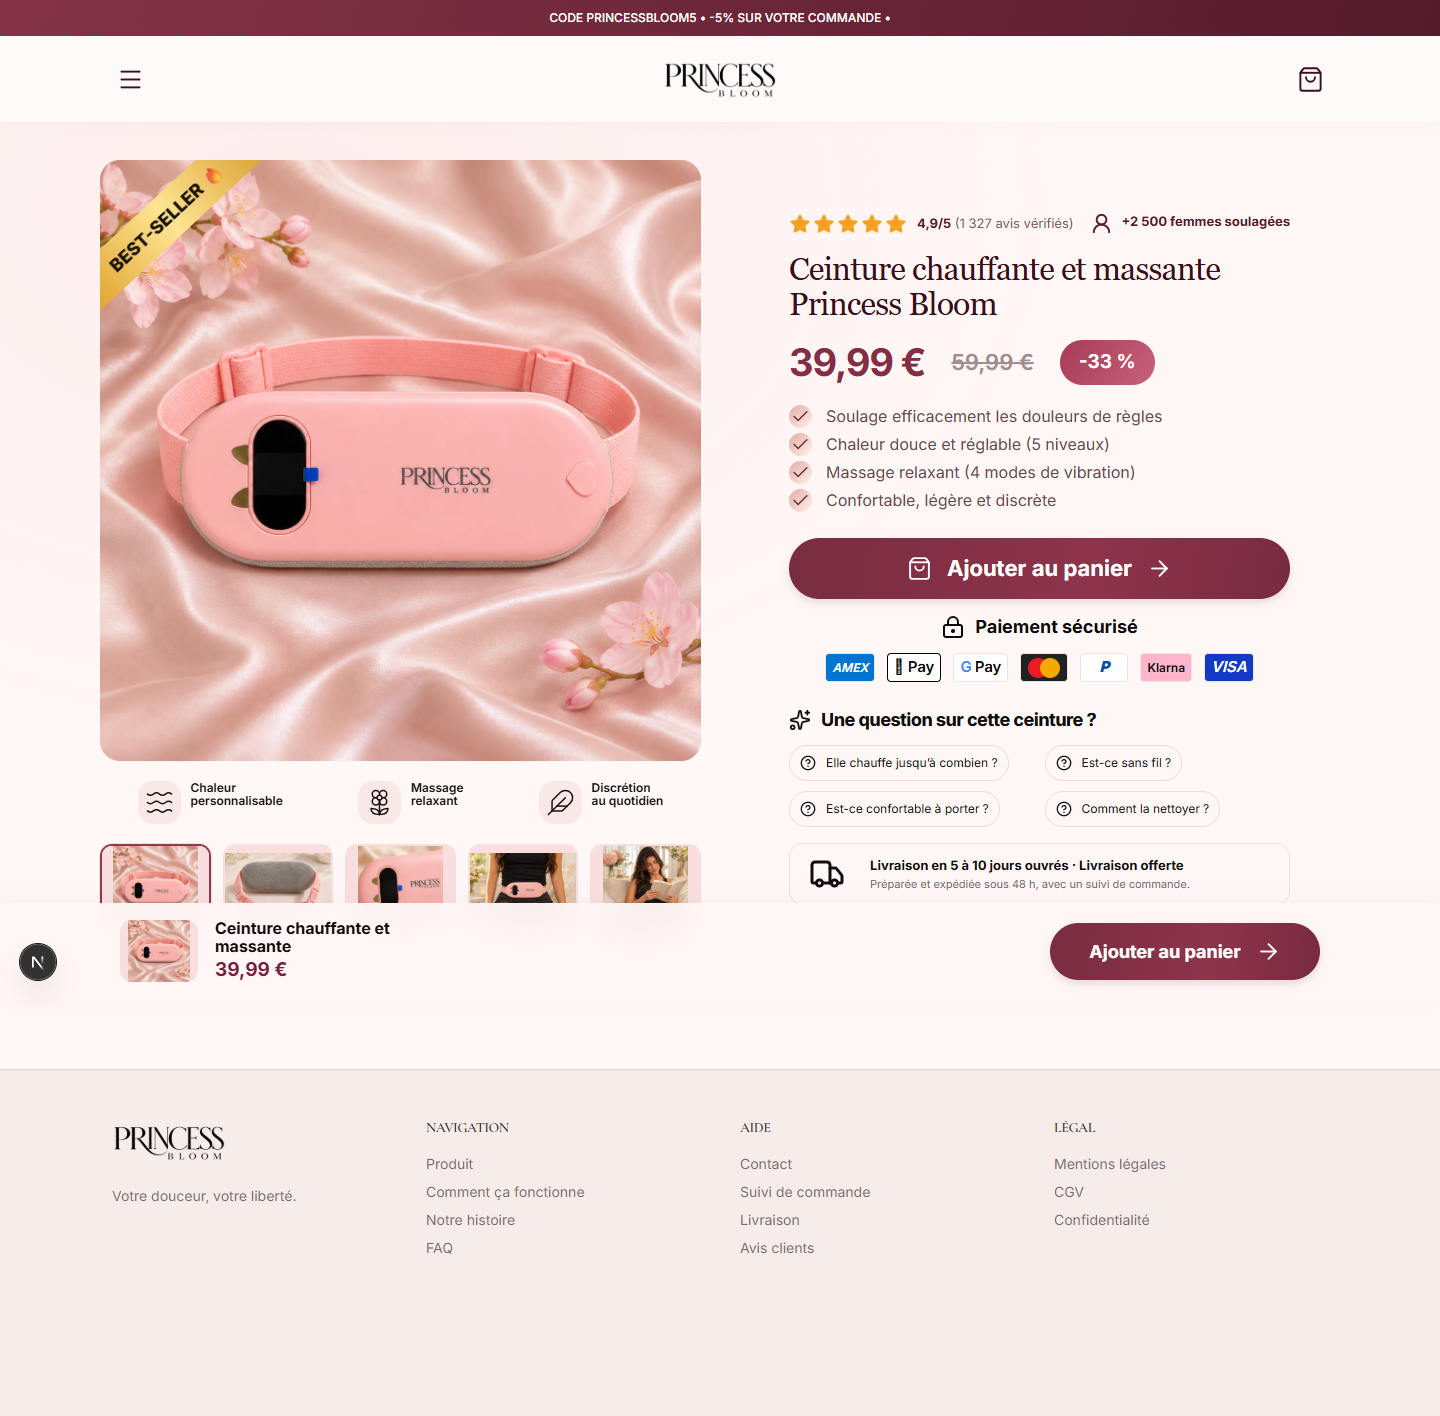 CODE PRINCESSBLOOM5 • -5% SUR VOTRE COMMANDE •
PRINCESS
BLOOM
BEST-SELLER
PRINCESS
BLOOM
Chaleur
personnalisable
Massage
relaxant
Discrétion
au quotidien
4,9/5 (1 327 avis vérifiés)
+2 500 femmes soulagées
Ceinture chauffante et massante
Princess Bloom
39,99 € 59,99 € -33 %
Soulage efficacement les douleurs de règles
Chaleur douce et réglable (5 niveaux)
Massage relaxant (4 modes de vibration)
Confortable, légère et discrète
Ajouter au panier
Paiement sécurisé
AMEX Pay G Pay P Klarna VISA
Une question sur cette ceinture ?
Elle chauffe jusqu'à combien ?
Est-ce sans fil ?
Est-ce confortable à porter ?
Comment la nettoyer ?
Livraison en 5 à 10 jours ouvrés · Livraison offerte
Préparée et expédiée sous 48 h, avec un suivi de commande.
PRINCESS
N
Ceinture chauffante et
massante
39,99 €
Ajouter au panier
PRINCESS
BLOOM
Votre douceur, votre liberté.
NAVIGATION
Produit
Comment ça fonctionne
Notre histoire
FAQ
AIDE
Contact
Suivi de commande
Livraison
Avis clients
LÉGAL
Mentions légales
CGV
Confidentialité